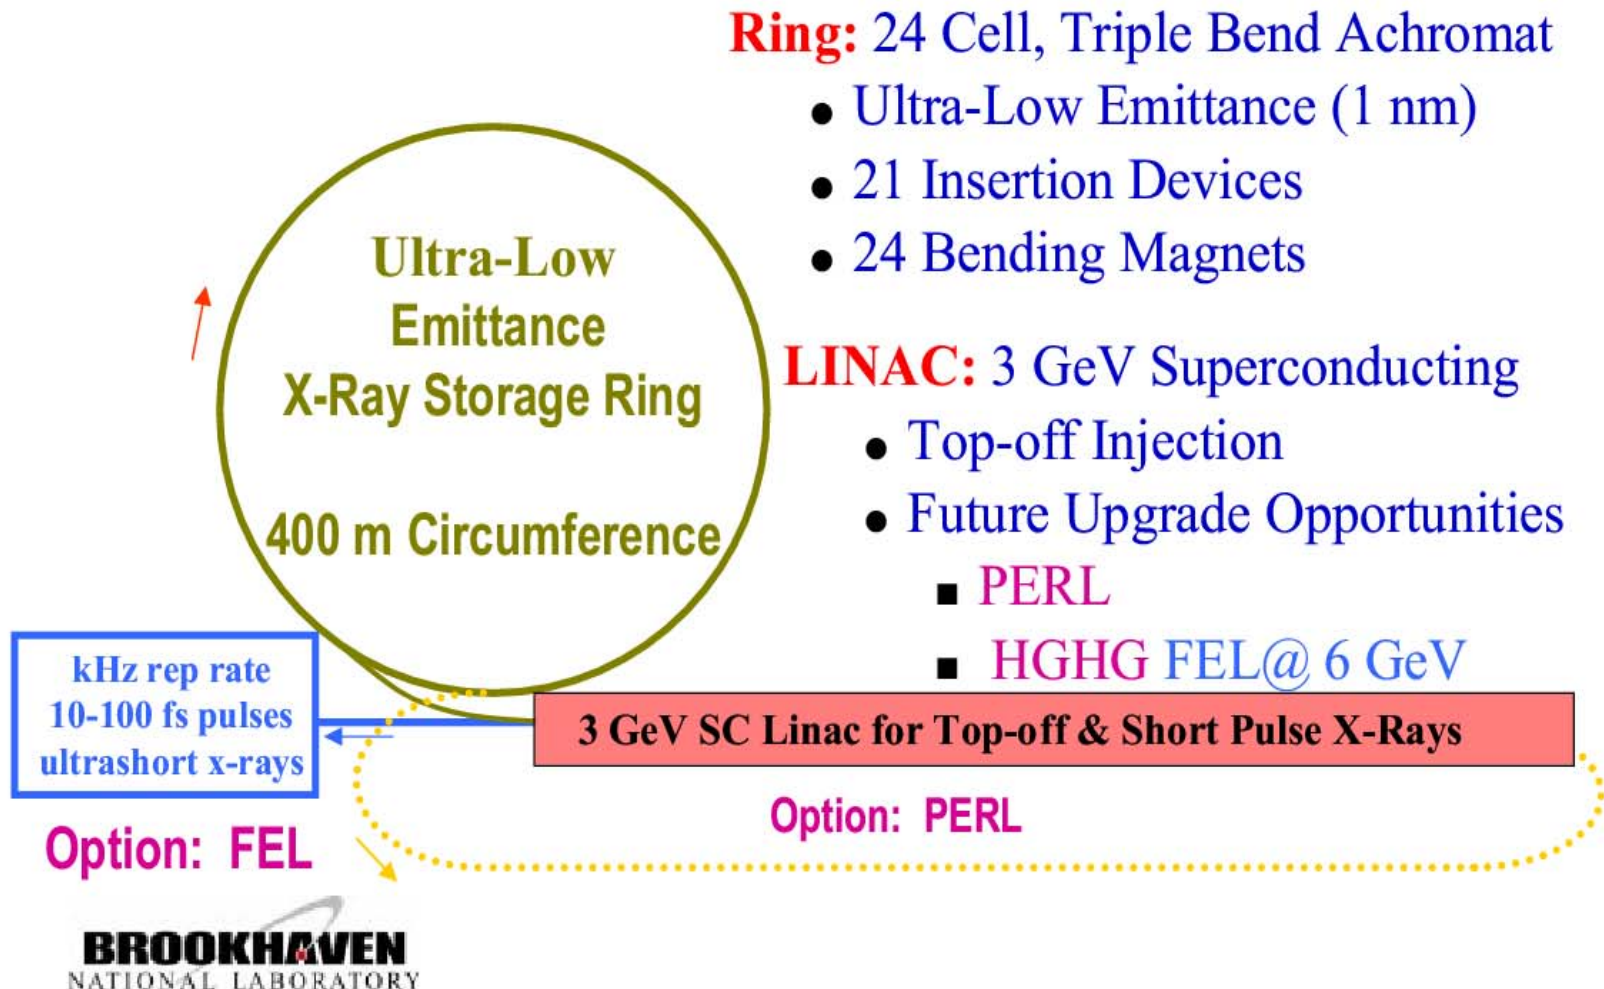 Ring: 24 Cell, Triple Bend Achromat
• Ultra-Low Emittance (1 nm)
• 21 Insertion Devices
• 24 Bending Magnets
Ultra-Low
Emittance
X-Ray Storage Ring
400 m Circumference
LINAC: 3 GeV Superconducting
• Top-off Injection
• Future Upgrade Opportunities
■ PERL
■ HGHG FEL@ 6 GeV
kHz rep rate
10-100 fs pulses
ultrashort x-rays
3 GeV SC Linac for Top-off & Short Pulse X-Rays
Option: PERL
Option: FEL
BROOKHAVEN
NATIONAL LABORATORY